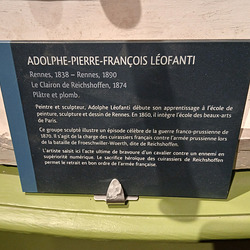 ADOLPHE-PIERRE-FRANÇOIS LÉOFANTI
Rennes, 1838 – Rennes, 1890
Le Clairon de Reichshoffen, 1874
Plâtre et plomb.
Peintre et sculpteur, Adolphe Léofanti débute son apprentissage à l'école de
peinture, sculpture et dessin de Rennes. En 1860, il intègre l'école des beaux-arts
de Paris.
Ce groupe sculpté illustre un épisode célèbre de la guerre franco-prussienne de
1870. Il s'agit de la charge des cuirassiers français contre l'armée prussienne lors
de la bataille de Froeschwiller-Woerth, dite de Reichshoffen.
L'artiste saisit ici l'acte ultime de bravoure d'un cavalier contre un ennemi en
supériorité numérique. La sacrifice héroïque des cuirassiers de Reichshoffen
permet le retrait en bon ordre de l'armée française.